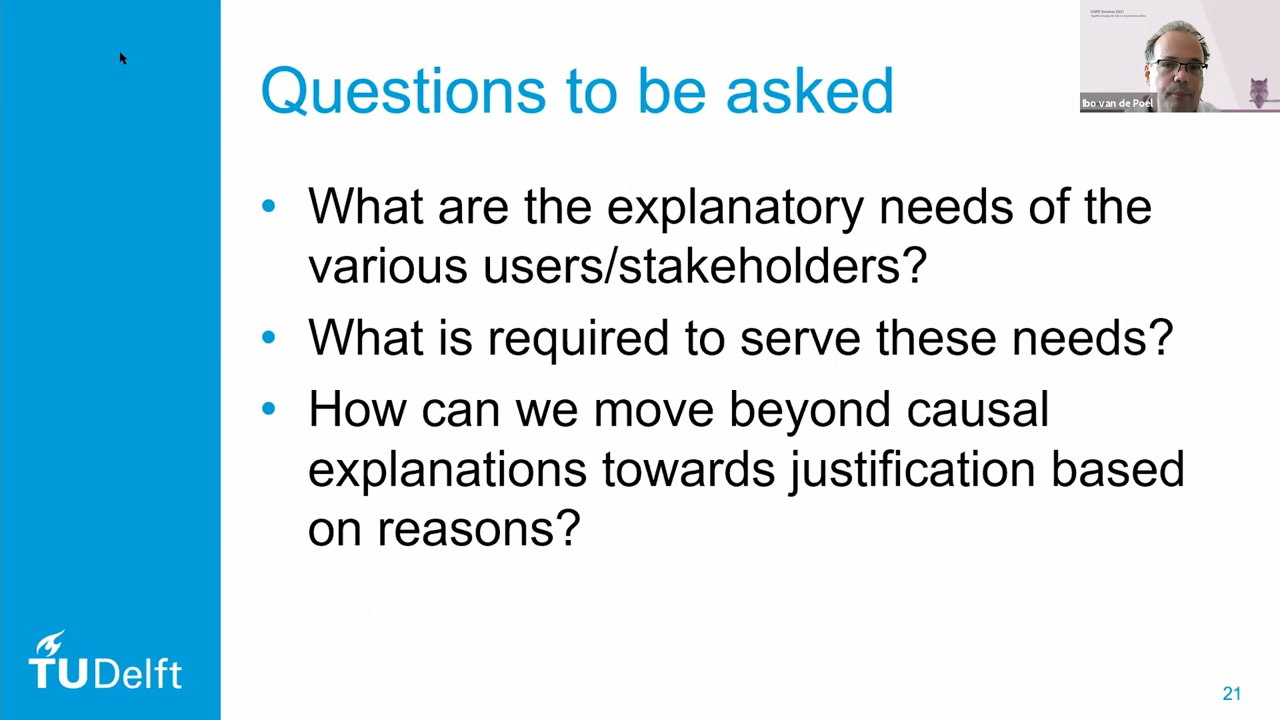 Questions to be asked
• What are the explanatory needs of the
various users/stakeholders?
• What is required to serve these needs?
• How can we move beyond causal
explanations towards justification based
on reasons?
TU Delft
21
Ibo van de Poel